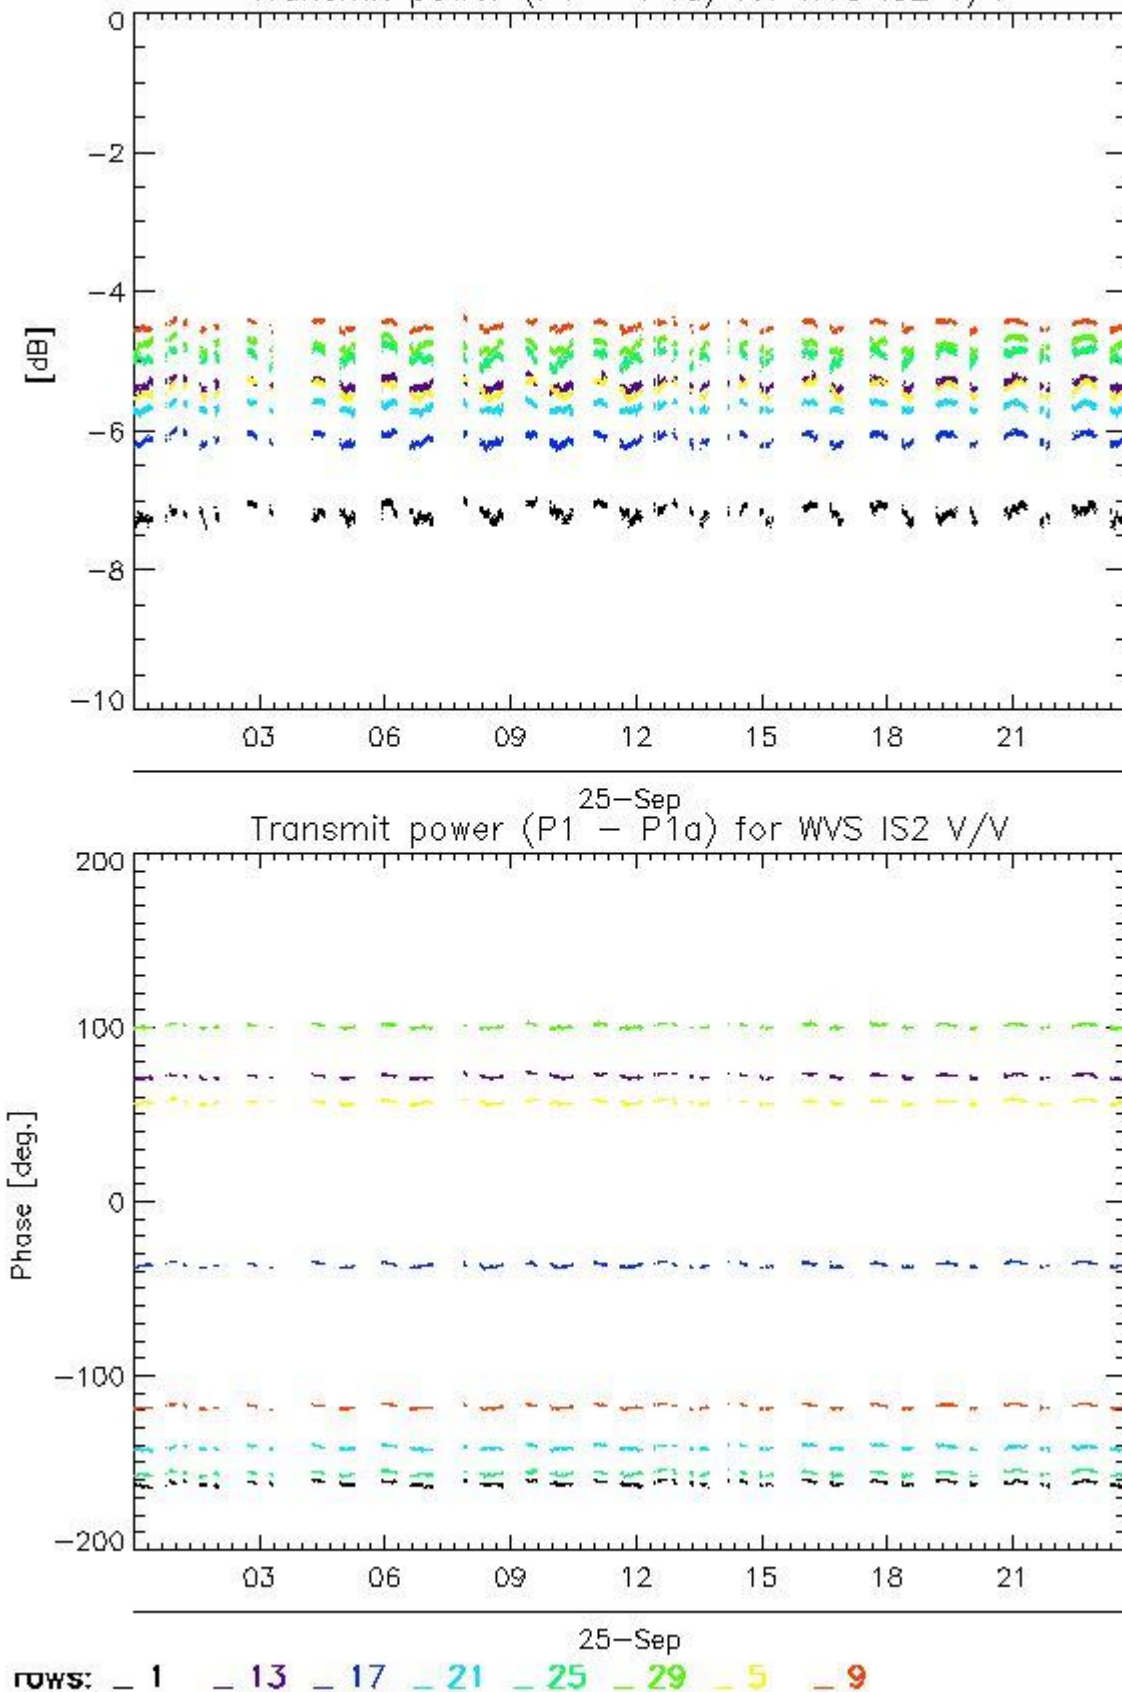 0
−2
−4
[dB]
−6
−8
−10
03 06 09 12 15 18 21
25−Sep
Transmit power (P1 − P1a) for WVS IS2 V/V
200
100
0
Phase [deg.]
−100
−200
03 06 09 12 15 18 21
25−Sep
rows: _ 1 _ 13 _ 17 _ 21 _ 25 _ 29 _ 5 _ 9